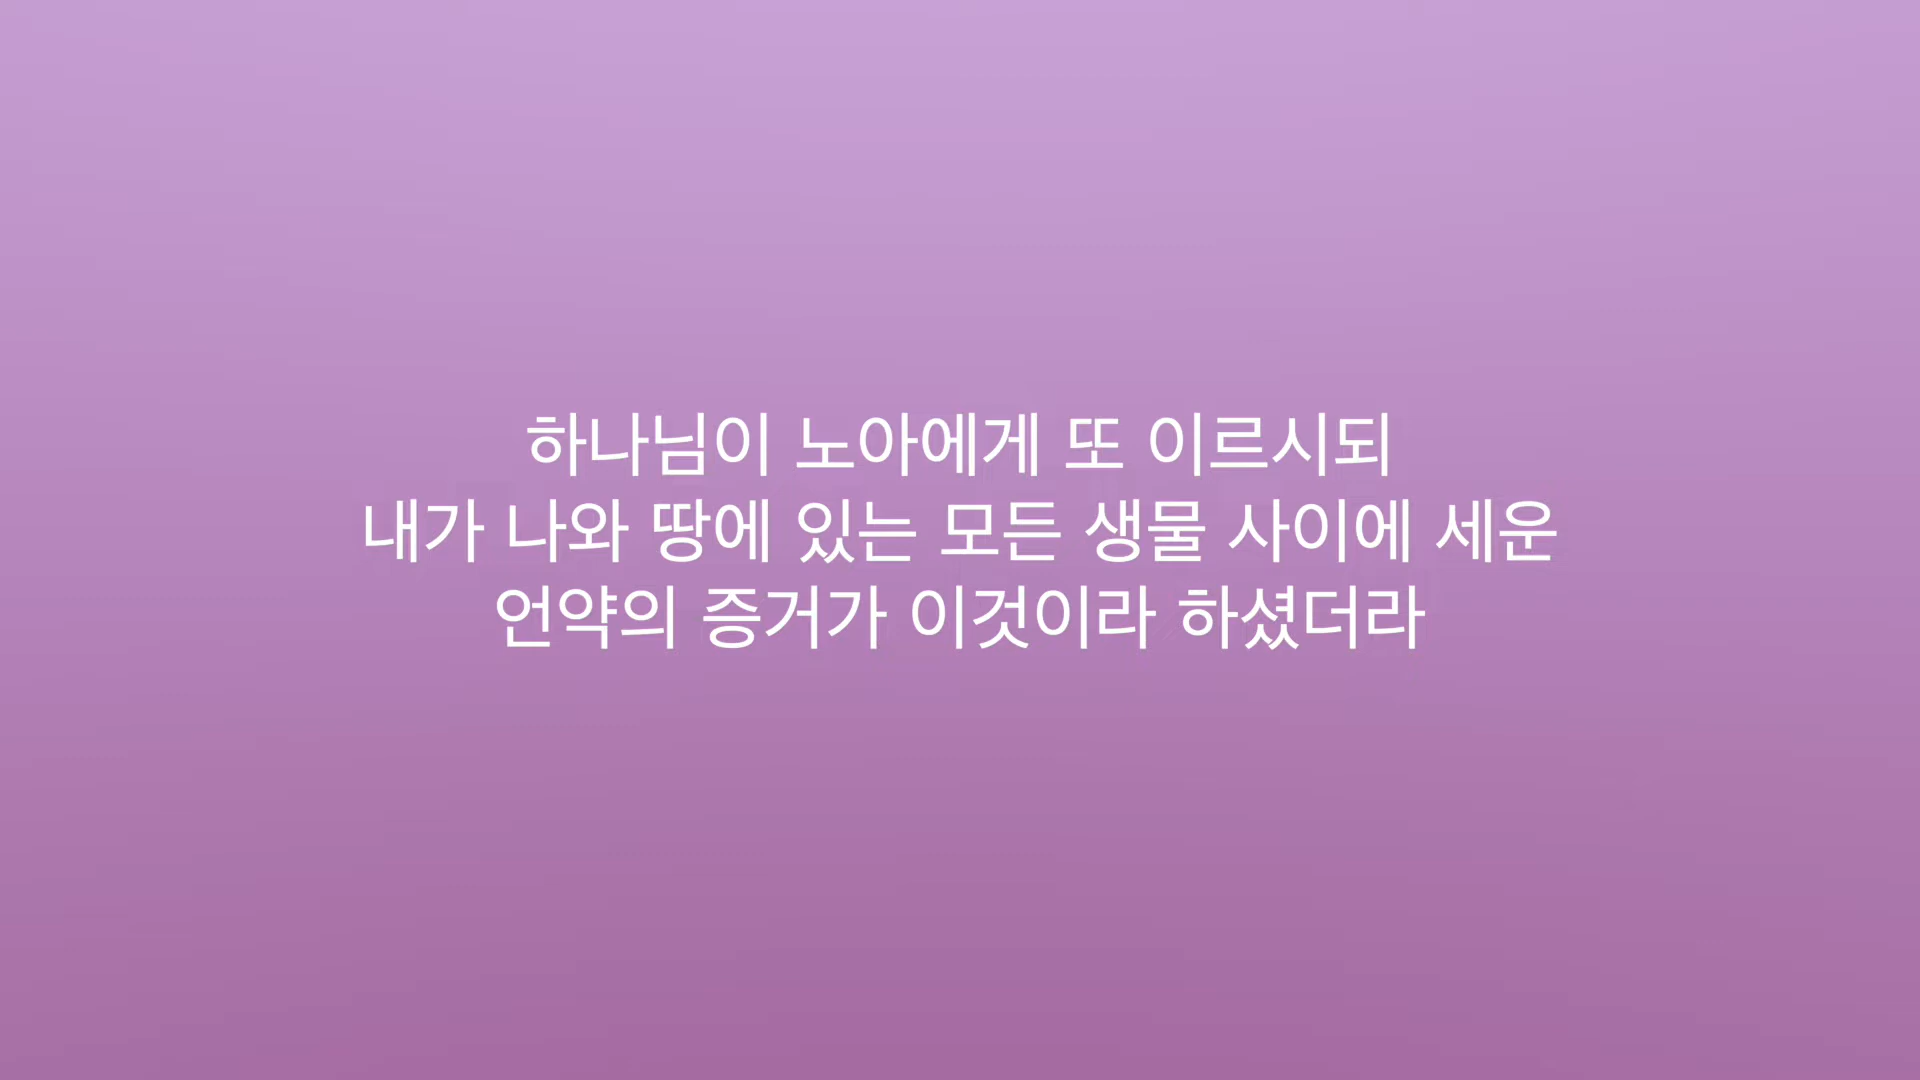 하나님이 노아에게 또 이르시되
내가 나와 땅에 있는 모든 생물 사이에 세운
언약의 증거가 이것이라 하셨더라